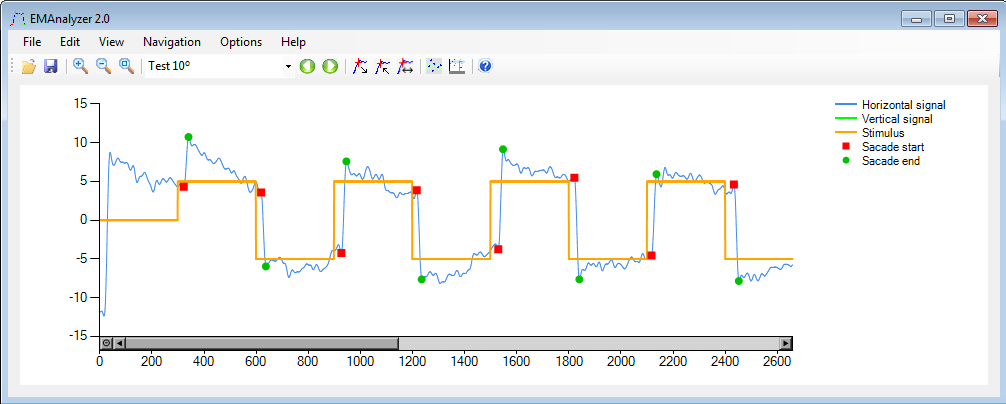 EMAnalyzer 2.0
File Edit View Navigation Options Help
Test 10º
15
10
5
0
-5
-10
-15
0 200 400 600 800 1000 1200 1400 1600 1800 2000 2200 2400 2600
Horizontal signal
Vertical signal
Stimulus
Sacade start
Sacade end